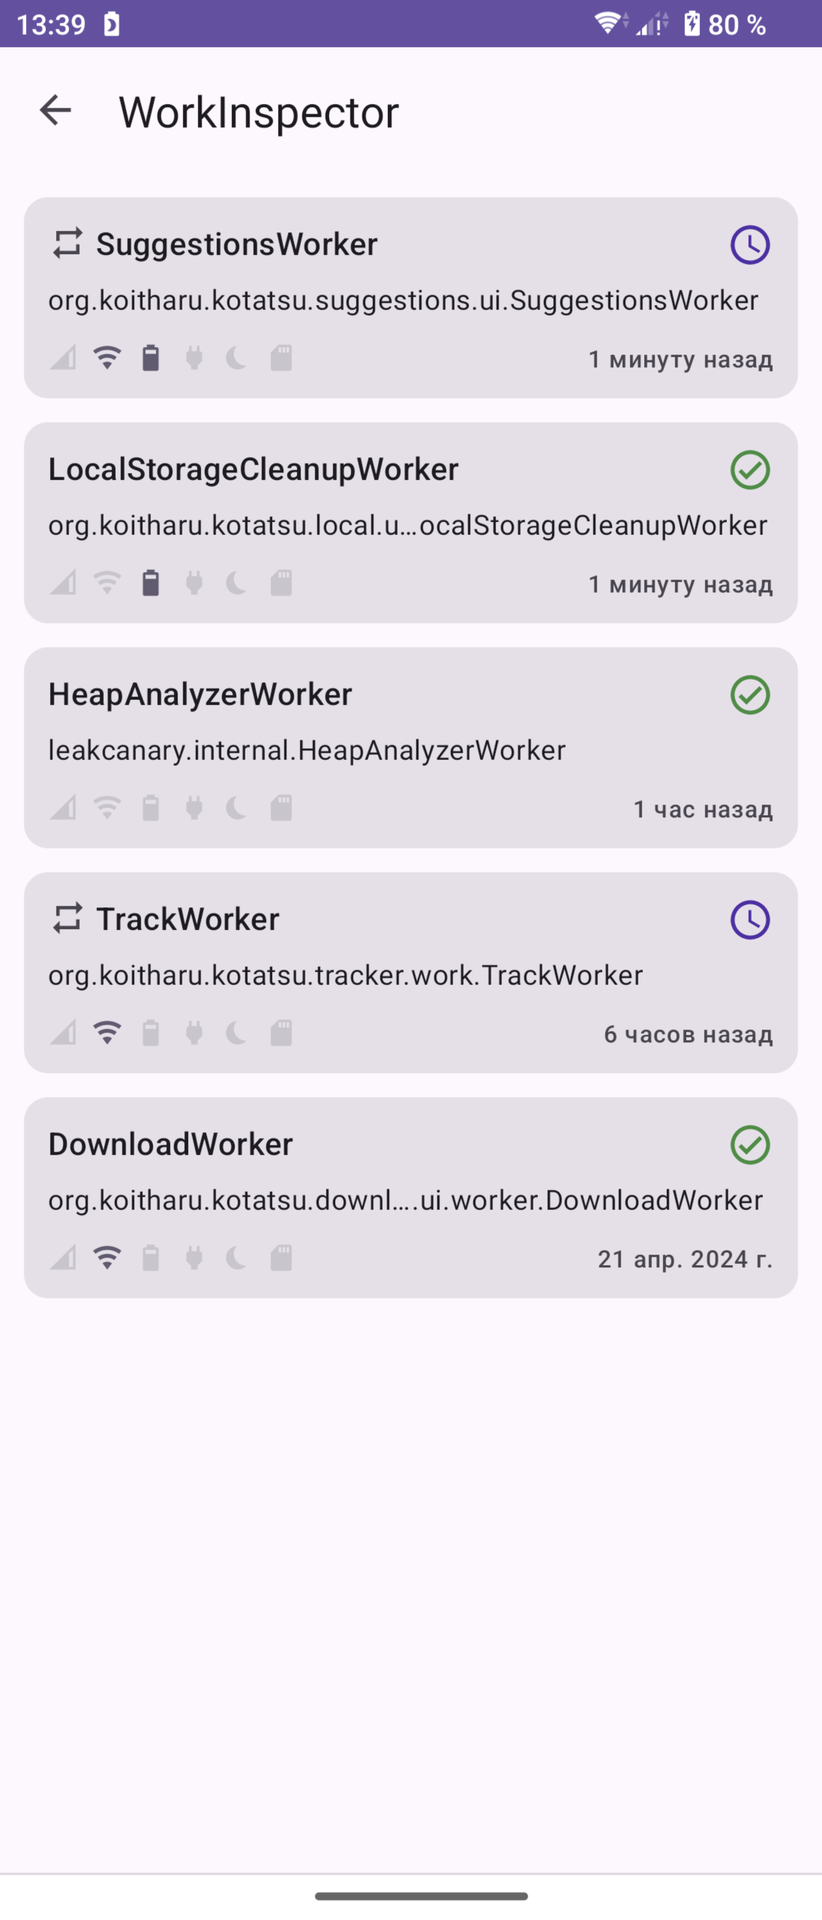 13:39
80 %
WorkInspector
SuggestionsWorker
org.koitharu.kotatsu.suggestions.ui.SuggestionsWorker
1 минуту назад
LocalStorageCleanupWorker
org.koitharu.kotatsu.local.u…ocalStorageCleanupWorker
1 минуту назад
HeapAnalyzerWorker
leakcanary.internal.HeapAnalyzerWorker
1 час назад
TrackWorker
org.koitharu.kotatsu.tracker.work.TrackWorker
6 часов назад
DownloadWorker
org.koitharu.kotatsu.downl….ui.worker.DownloadWorker
21 апр. 2024 г.